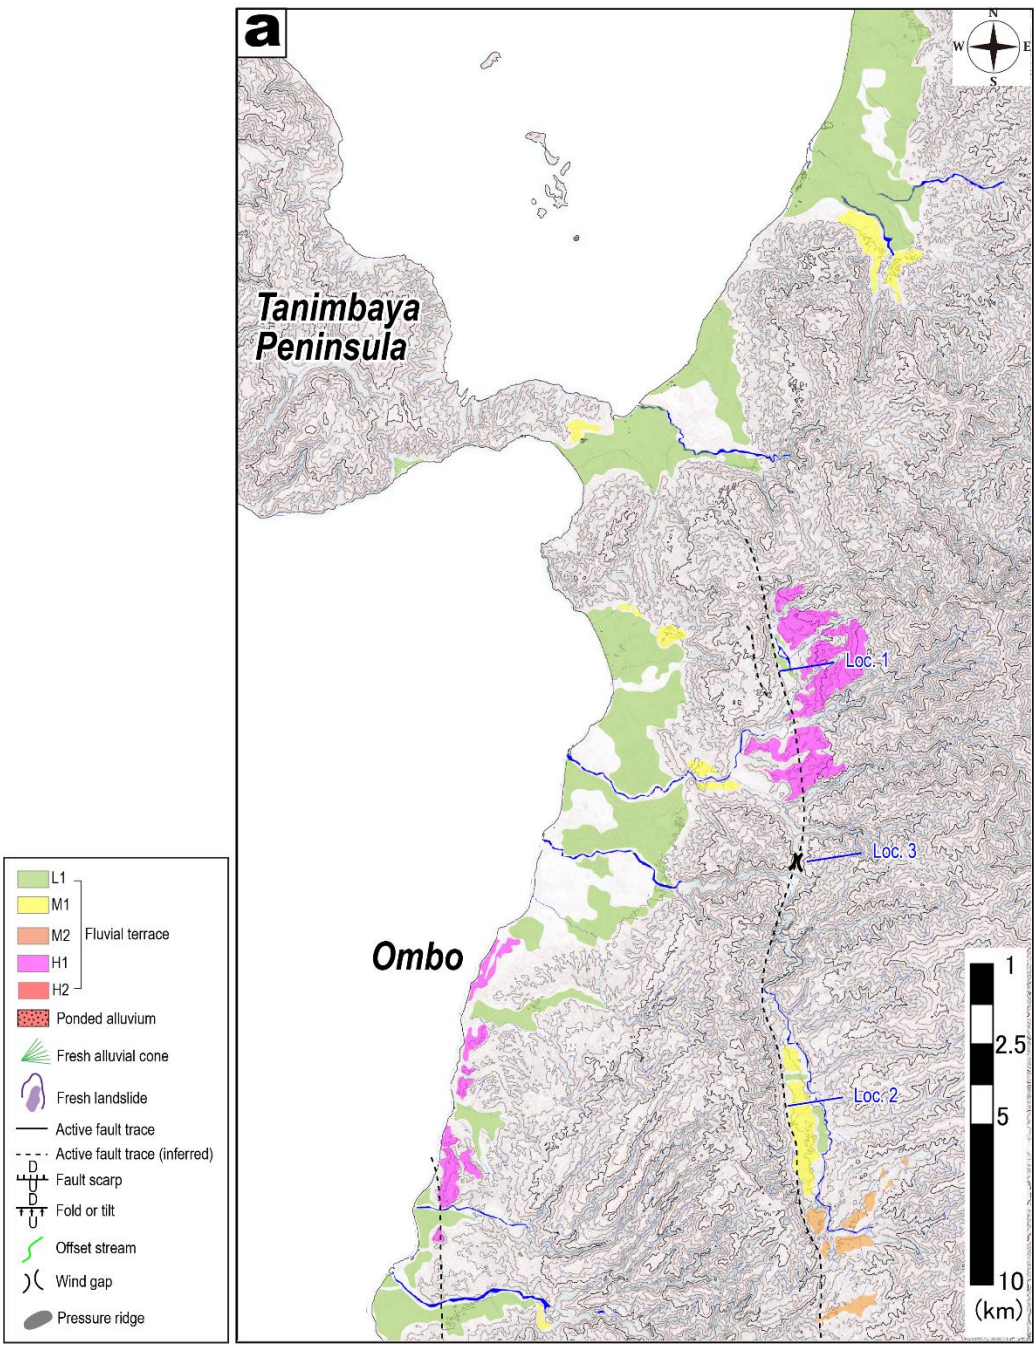 a
N
W E
S
Tanimbaya
Peninsula
Loc. 1
Loc. 3
Ombo
Loc. 2
1
2.5
5
10
(km)
L1
M1
M2
Fluvial terrace
H1
H2
Ponded alluvium
Fresh alluvial cone
Fresh landslide
Active fault trace
Active fault trace (inferred)
D
Fault scarp
U
D
Fold or tilt
U
Offset stream
Wind gap
Pressure ridge